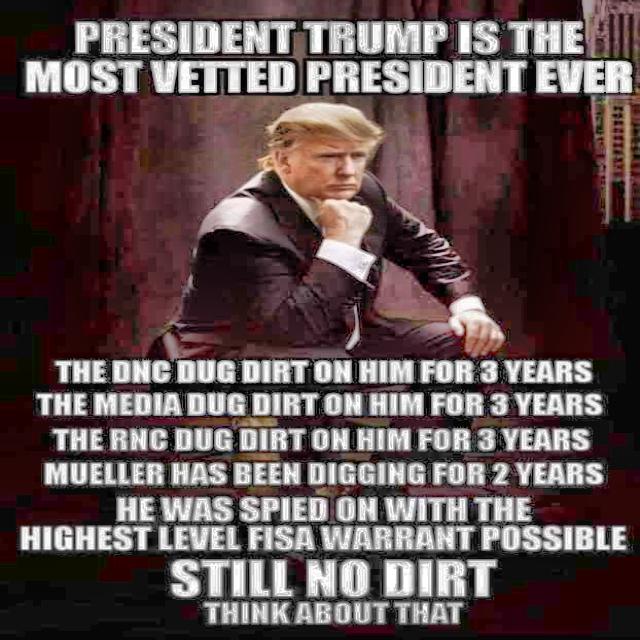 PRESIDENT TRUMP IS THE
MOST VETTED PRESIDENT EVER
THE DNC DUG DIRT ON HIM FOR 3 YEARS
THE MEDIA DUG DIRT ON HIM FOR 3 YEARS
THE RNC DUG DIRT ON HIM FOR 3 YEARS
MUELLER HAS BEEN DIGGING FOR 2 YEARS
HE WAS SPIED ON WITH THE
HIGHEST LEVEL FISA WARRANT POSSIBLE
STILL NO DIRT
THINK ABOUT THAT